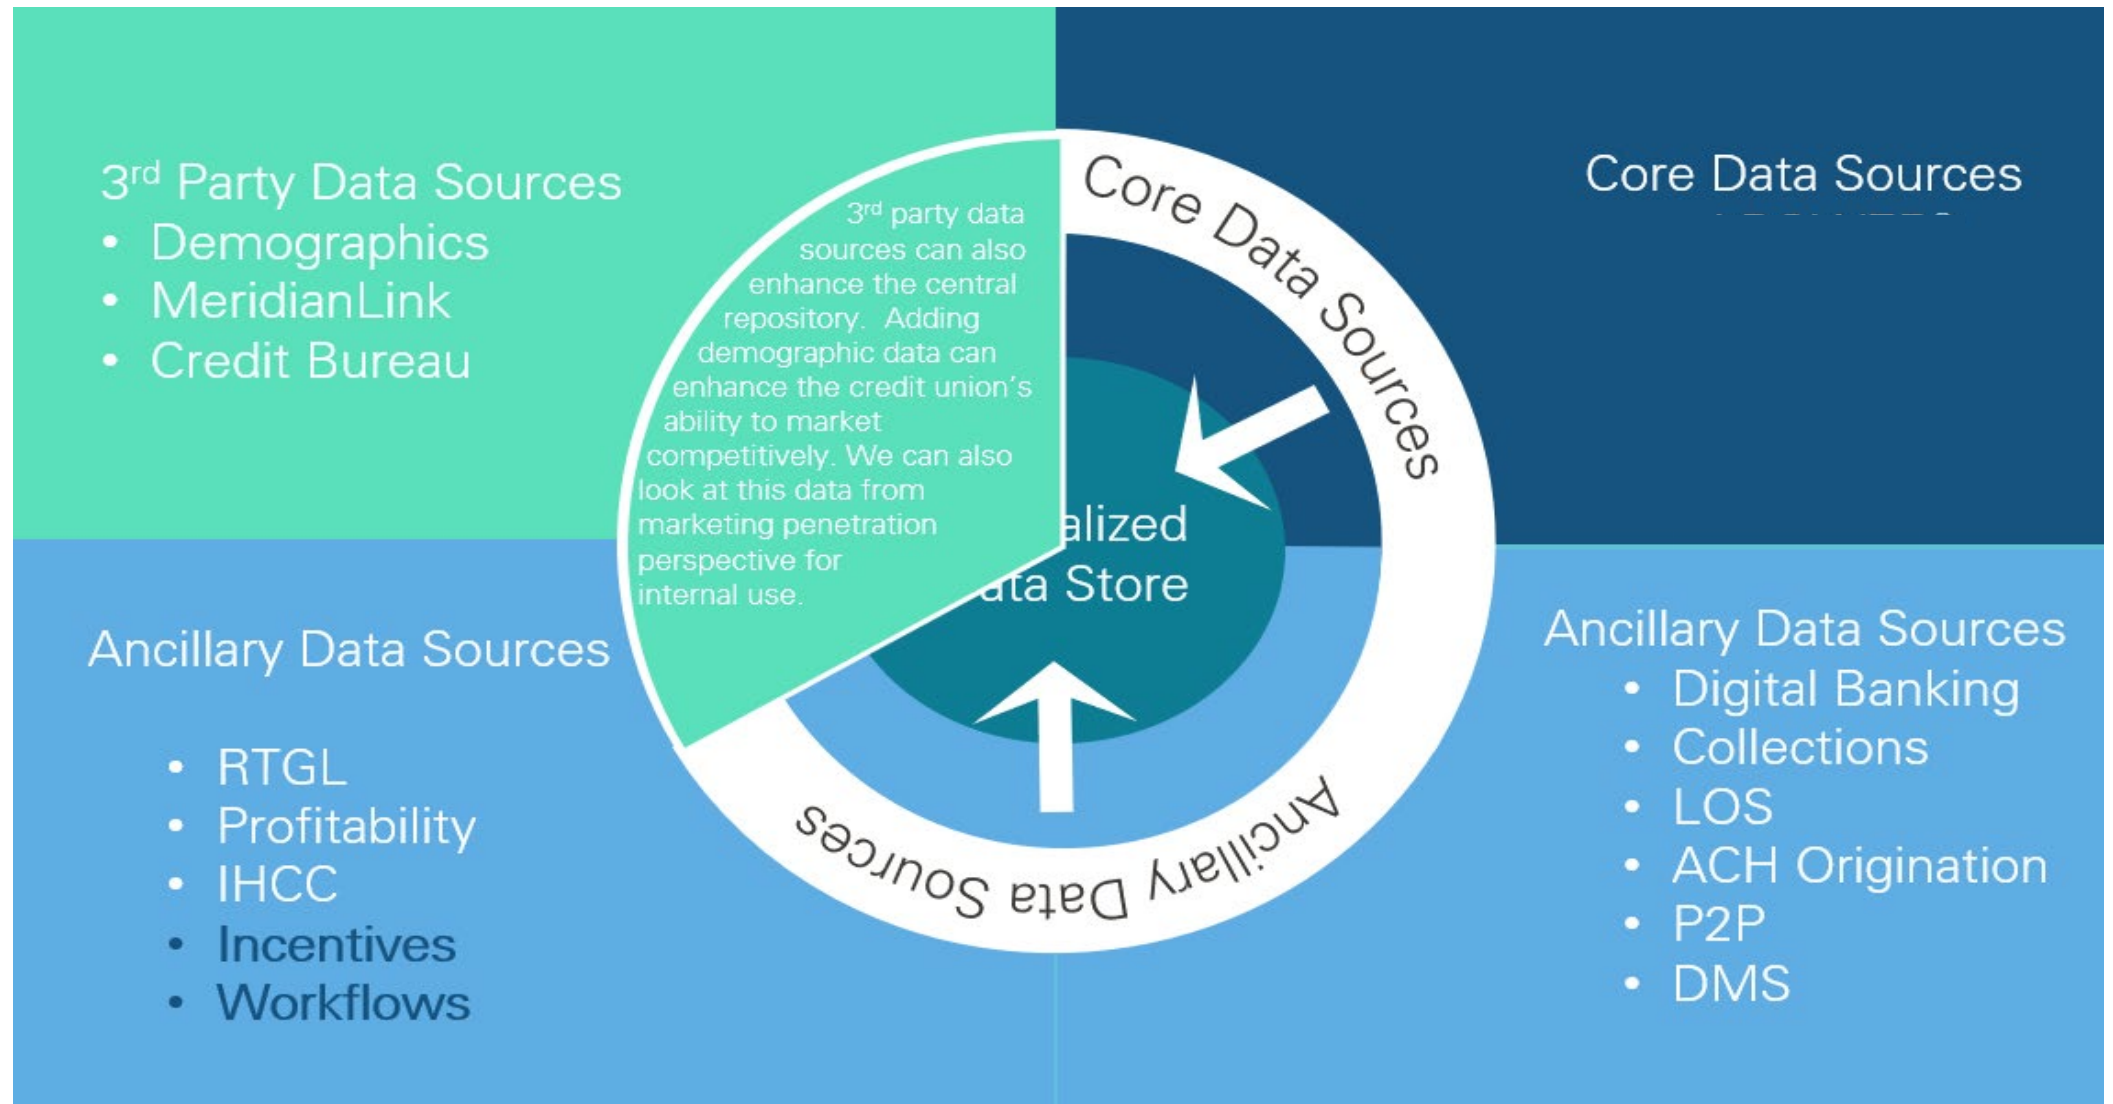 3rd Party Data Sources
• Demographics
• MeridianLink
• Credit Bureau
3rd party data
sources can also
enhance the central
repository. Adding
demographic data can
enhance the credit union’s
ability to market
competitively. We can also
look at this data from
marketing penetration
perspective for
internal use.
Core Data Sources
Core Data Sources
alized
ata Store
Ancillary Data Sources
• RTGL
• Profitability
• IHCC
• Incentives
• Workflows
Ancillary Data Sources
Ancillary Data Sources
• Digital Banking
• Collections
• LOS
• ACH Origination
• P2P
• DMS